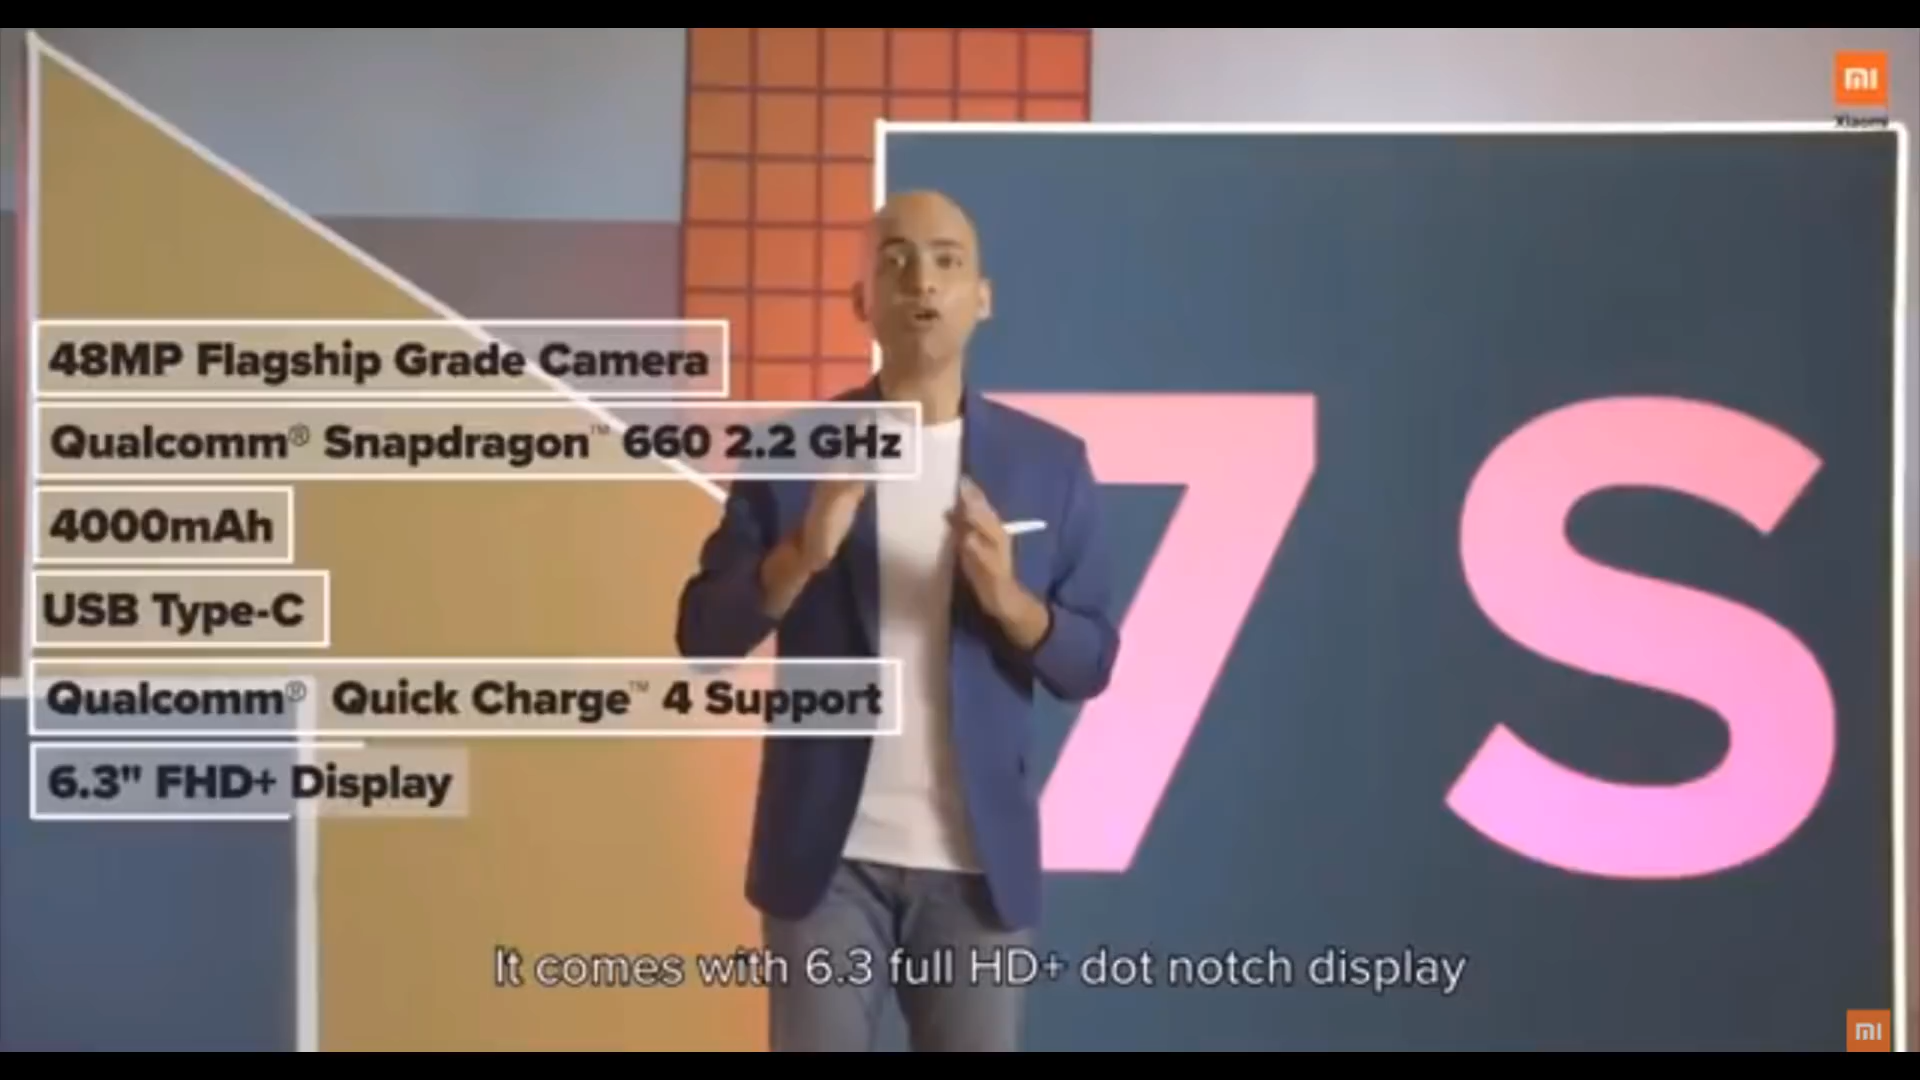 mi
Xiaomi
48MP Flagship Grade Camera
Qualcomm® Snapdragon™ 660 2.2 GHz
4000mAh
USB Type-C
Qualcomm® Quick Charge™ 4 Support
6.3" FHD+ Display
7S
It comes with 6.3 full HD+ dot notch display
mi